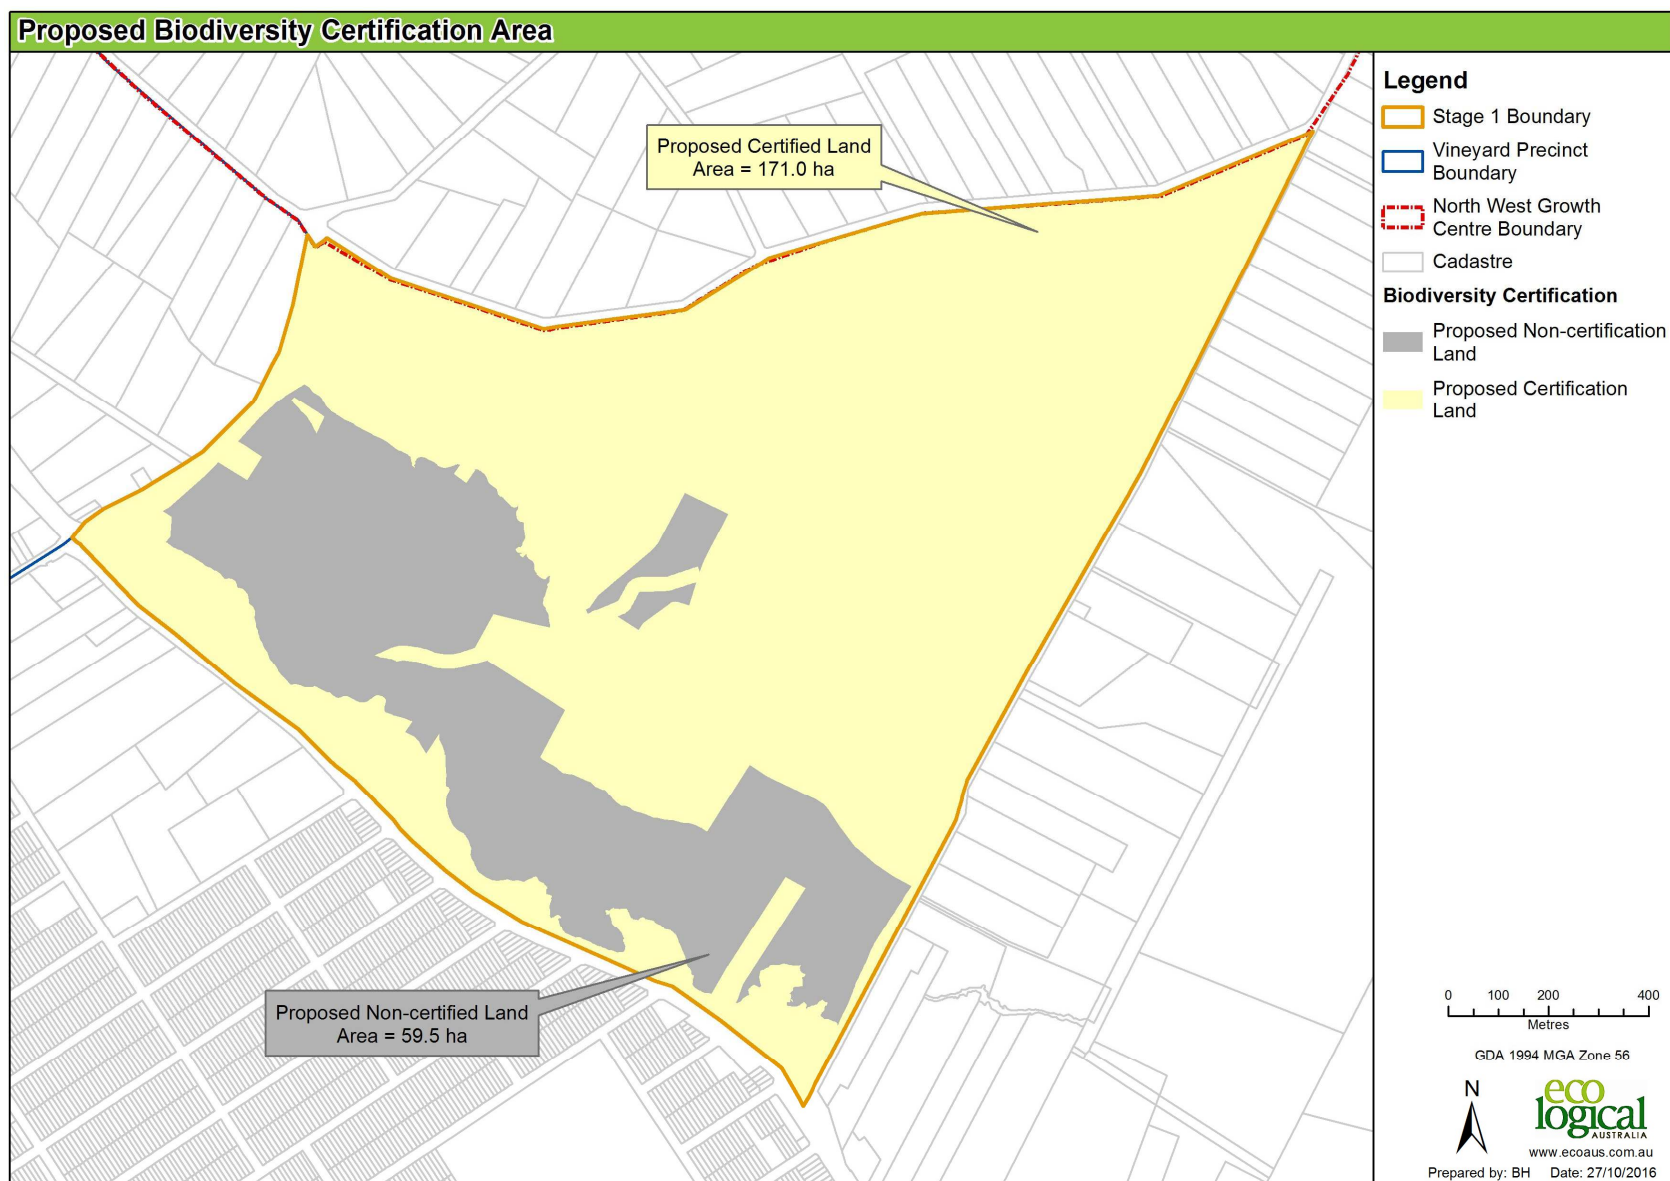 Proposed Biodiversity Certification Area
Proposed Certified Land
Area = 171.0 ha
Proposed Non-certified Land
Area = 59.5 ha
Legend
Stage 1 Boundary
Vineyard Precinct
Boundary
North West Growth
Centre Boundary
Cadastre
Biodiversity Certification
Proposed Non-certification
Land
Proposed Certification
Land
0 100 200 400
Metres
GDA 1994 MGA Zone 56
N
eco
logical
AUSTRALIA
www.ecoaus.com.au
Prepared by: BH Date: 27/10/2016